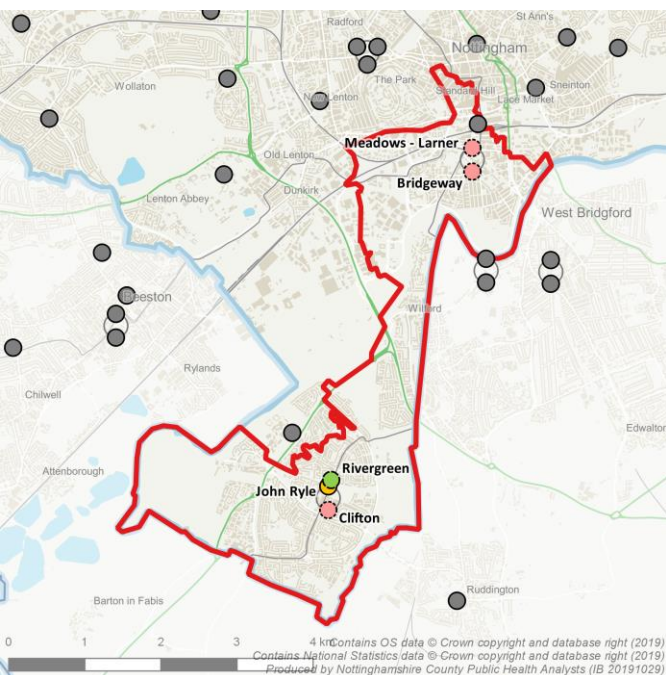 Radford
St Ann's
Nottingham
Wollaton
The Park
Sneinton
Standard Hill
New Lenton
Lace Market
Meadows - Larner
Old Lenton
Bridgeway
Dunkirk
Lenton Abbey
West Bridgford
Beeston
Wilford
Rylands
Chilwell
Edwalton
Rivergreen
Attenborough
John Ryle
Clifton
Ruddington
Barton in Fabis
0 1 2 3 4 km
Contains OS data © Crown copyright and database right (2019)
Contains National Statistics data © Crown copyright and database right (2019)
Produced by Nottinghamshire County Public Health Analysts (IB 20191029)